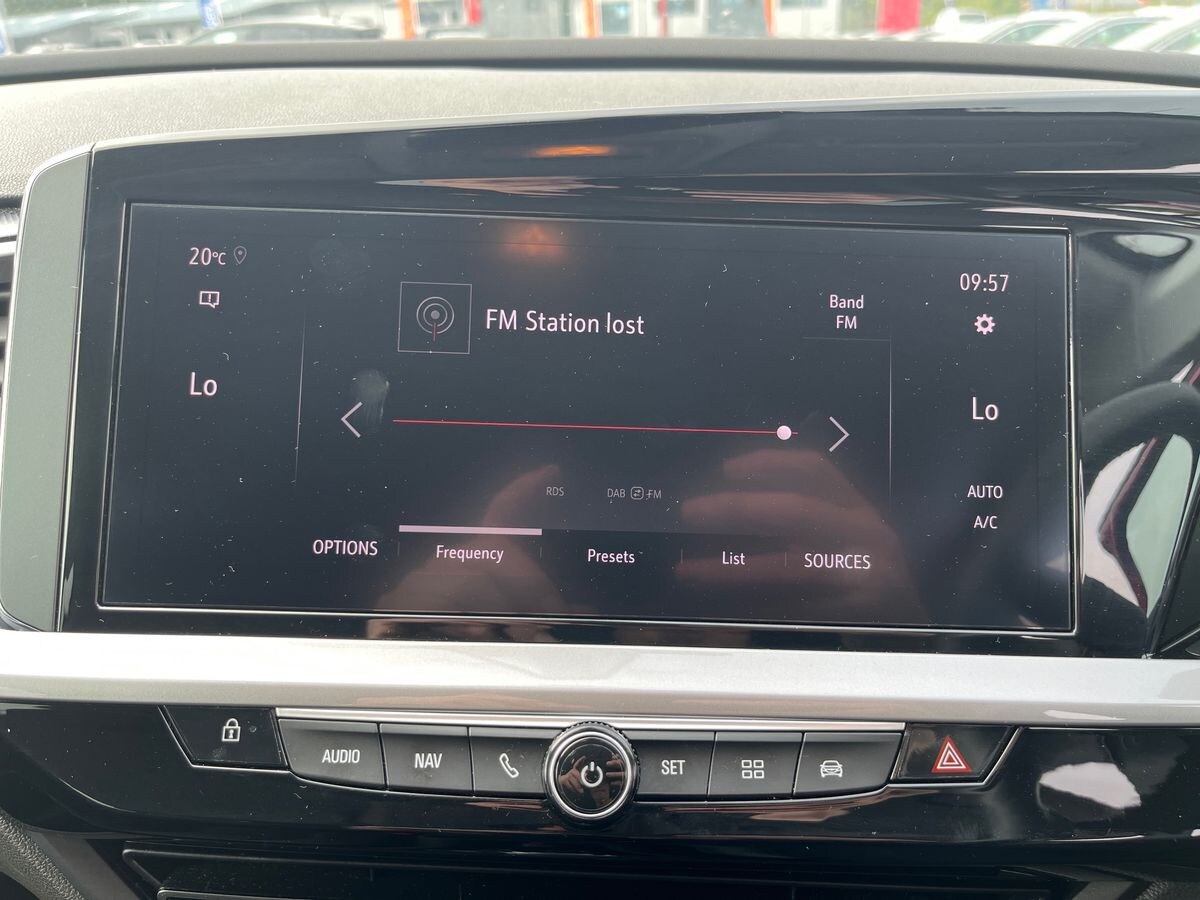 20°C
09:57
FM Station lost
Band
FM
Lo
Lo
RDS
DAB FM
AUTO
A/C
OPTIONS
Frequency
Presets
List
SOURCES
AUDIO
NAV
SET